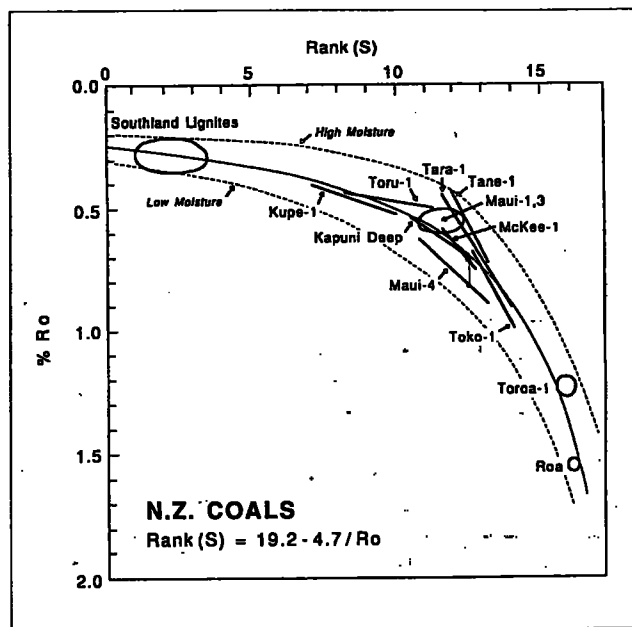 Rank (S)
0 5 10 15
0.0
0.5
1.0
1.5
2.0
% Ro
Southland Lignites
High Moisture
Low Moisture
Tara-1
Tane-1
Toru-1
Maui-1,3
Kupe-1
McKee-1
Kapuni Deep
Maui-4
Toko-1
Toroa-1
Roa
N.Z. COALS
Rank (S) = 19.2 - 4.7 / Ro